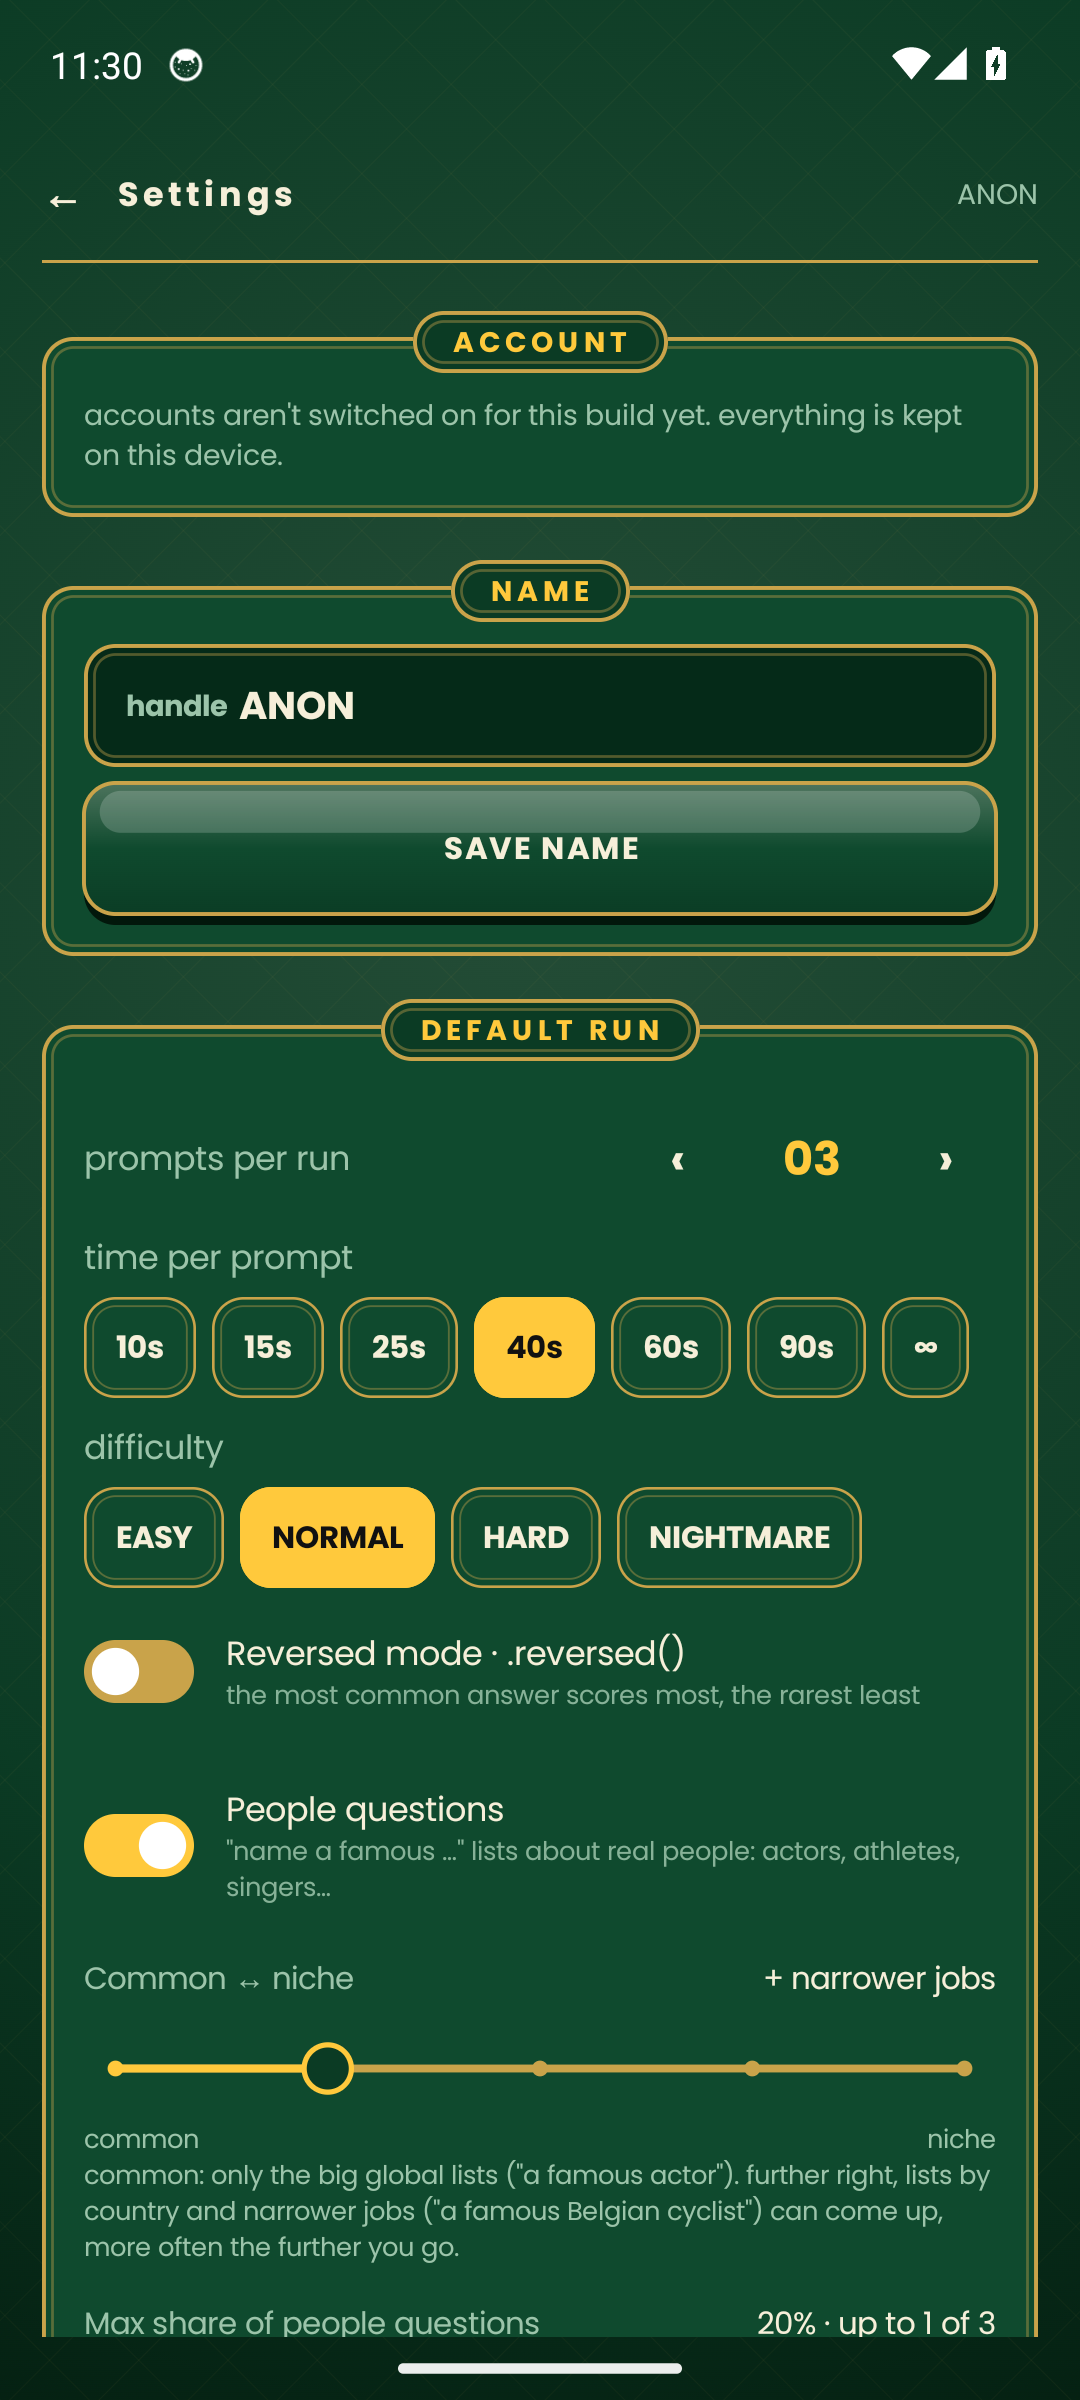 11:30
← Settings
ANON
ACCOUNT
accounts aren't switched on for this build yet. everything is kept
on this device.
NAME
handle ANON
SAVE NAME
DEFAULT RUN
prompts per run ‹ 03 ›
time per prompt
10s 15s 25s 40s 60s 90s ∞
difficulty
EASY NORMAL HARD NIGHTMARE
Reversed mode · .reversed()
the most common answer scores most, the rarest least
People questions
"name a famous ..." lists about real people: actors, athletes,
singers...
Common ↔ niche + narrower jobs
common niche
common: only the big global lists ("a famous actor"). further right, lists by
country and narrower jobs ("a famous Belgian cyclist") can come up,
more often the further you go.
Max share of people questions 20% · up to 1 of 3